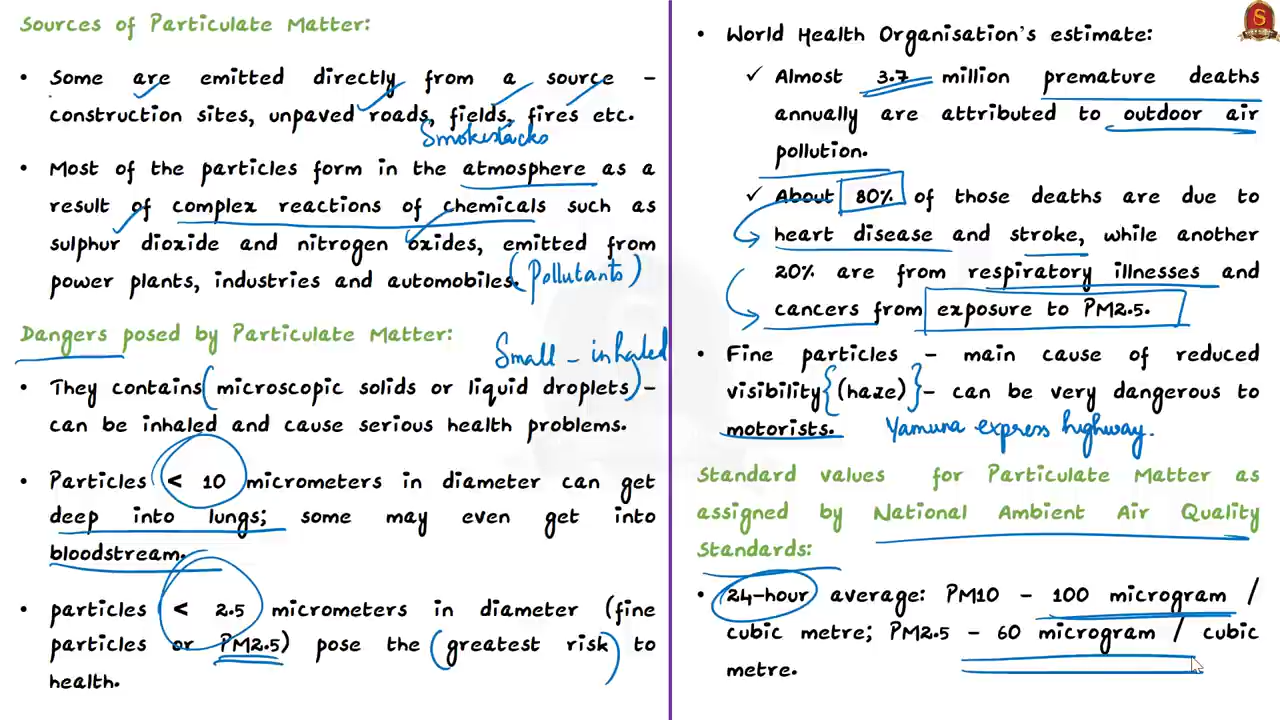 Sources of Particulate Matter:
• Some are emitted directly from a source –
construction sites, unpaved roads, fields, fires etc.
Smokestacks
• Most of the particles form in the atmosphere as a
result of complex reactions of chemicals such as
sulphur dioxide and nitrogen oxides, emitted from
power plants, industries and automobiles. (Pollutants)
Dangers posed by Particulate Matter:
Small – inhaled
• They contains (microscopic solids or liquid droplets) –
can be inhaled and cause serious health problems.
• Particles < 10 micrometers in diameter can get
deep into lungs; some may even get into
bloodstream.
• particles < 2.5 micrometers in diameter (fine
particles or PM2.5) pose the (greatest risk) to
health.
• World Health Organisation's estimate:
✓ Almost 3.7 million premature deaths
annually are attributed to outdoor air
pollution.
✓ About 80% of those deaths are due to
heart disease and stroke, while another
20% are from respiratory illnesses and
cancers from exposure to PM2.5.
• Fine particles – main cause of reduced
visibility {(haze)} – can be very dangerous to
motorists. Yamuna express highway.
Standard values for Particulate Matter as
assigned by National Ambient Air Quality
Standards:
• 24-hour average: PM10 – 100 microgram /
cubic metre; PM2.5 – 60 microgram / cubic
metre.
S